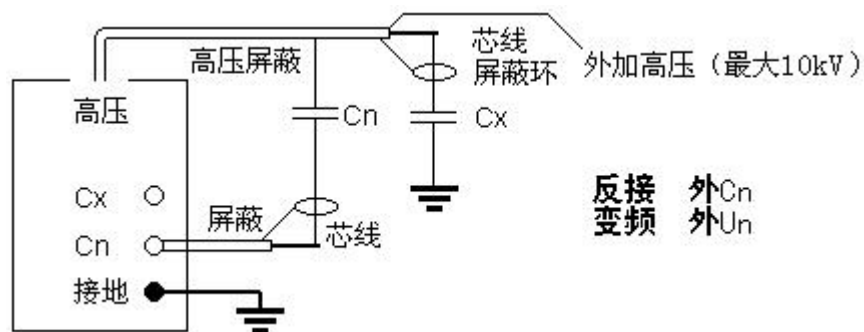 高压屏蔽
芯线
屏蔽环
外加高压（最大10kV）
高压
Cn
Cx
Cx
屏蔽
Cn
芯线
接地
反接 外Cn
变频 外Un